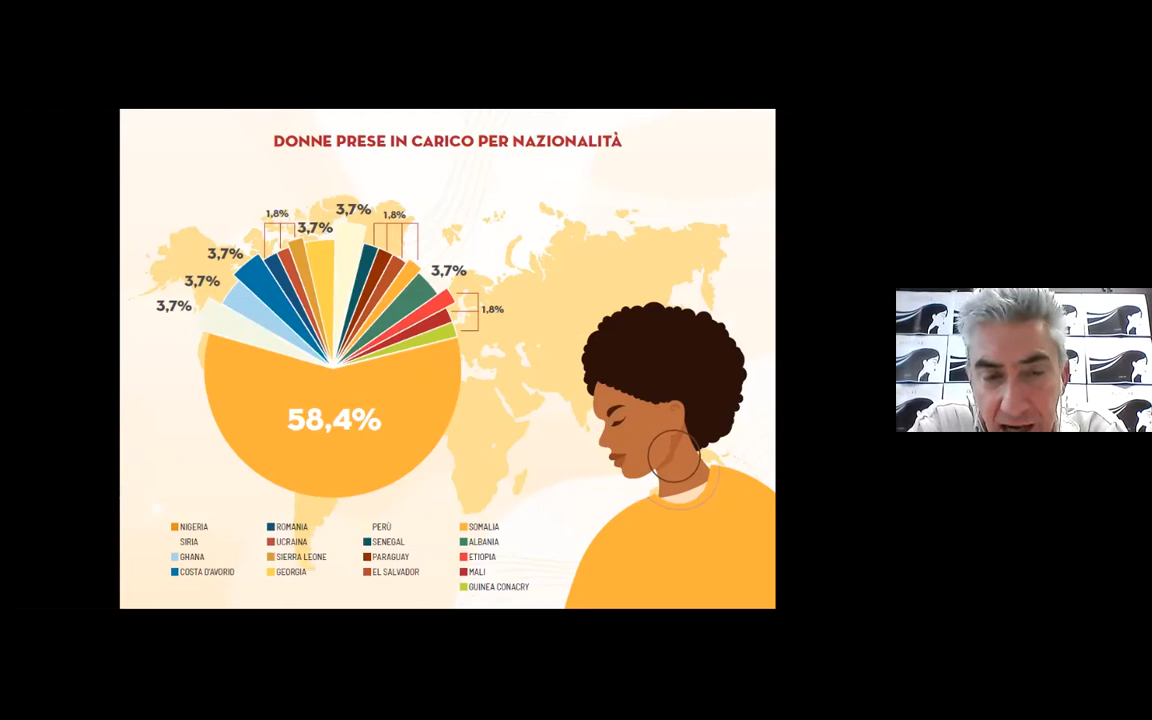 DONNE PRESE IN CARICO PER NAZIONALITÀ
3,7%
3,7%
3,7%
1,8%
3,7%
3,7%
1,8%
3,7%
1,8%
58,4%
NIGERIA
SIRIA
GHANA
COSTA D'AVORIO
ROMANIA
UCRAINA
SIERRA LEONE
GEORGIA
PERÙ
SENEGAL
PARAGUAY
EL SALVADOR
SOMALIA
ALBANIA
ETIOPIA
MALI
GUINEA CONACRY